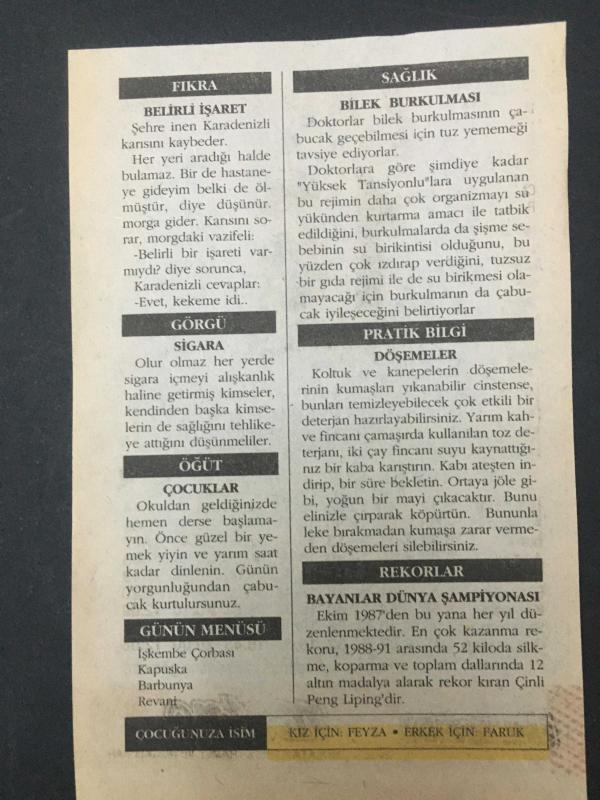 FIKRA
BELİRLİ İŞARET
Şehre inen Karadenizli
karısını kaybeder.
Her yeri aradığı halde
bulamaz. Bir de hastane-
ye gideyim belki de öl-
müştür, diye düşünür.
morga gider. Karısını so-
rar, morgdaki vazifeli:
-Belirli bir işareti var-
mıydı? diye sorunca,
Karadenizli cevaplar:
-Evet, kekeme idi..
GÖRGÜ
SİGARA
Olur olmaz her yerde
sigara içmeyi alışkanlık
haline getirmiş kimseler,
kendinden başka kimse-
lerin de sağlığını tehlike-
ye attığını düşünmeliler.
ÖĞÜT
ÇOCUKLAR
Okuldan geldiğinizde
hemen derse başlama-
yın. Önce güzel bir ye-
mek yiyin ve yarım saat
kadar dinlenin. Günün
yorgunluğundan çabu-
cak kurtulursunuz.
GÜNÜN MENÜSÜ
İşkembe Çorbası
Kapuska
Barbunya
Revani
SAĞLIK
BİLEK BURKULMASI
Doktorlar bilek burkulmasının ça-
bucak geçebilmesi için tuz yememeği
tavsiye ediyorlar.
Doktorlara göre şimdiye kadar
"Yüksek Tansiyonlu"lara uygulanan
bu rejimin daha çok organizmayı su
yükünden kurtarma amacı ile tatbik
edildiğini, burkulmalarda da şişme se-
bebinin su birikintisi olduğunu, bu
yüzden çok ızdırap verdiğini, tuzsuz
bir gıda rejimi ile de su birikmesi ola-
mayacağı için burkulmanın da çabu-
cak iyileşeceğini belirtiyorlar
PRATİK BİLGİ
DÖŞEMELER
Koltuk ve kanepelerin döşemele-
rinin kumaşları yıkanabilir cinstense,
bunları temizleyebilecek çok etkili bir
deterjan hazırlayabilirsiniz. Yarım kah-
ve fincanı çamaşırda kullanılan toz de-
terjanı, iki çay fincanı suyu kaynattığı-
nız bir kaba karıştırın. Kabı ateşten in-
dirip, bir süre bekletin. Ortaya jöle gi-
bi, yoğun bir mayi çıkacaktır. Bunu
elinizle çırparak köpürtün. Bununla
leke bırakmadan kumaşa zarar verme-
den döşemeleri silebilirsiniz.
REKORLAR
BAYANLAR DÜNYA ŞAMPİYONASI
Ekim 1987'den bu yana her yıl dü-
zenlenmektedir. En çok kazanma re-
koru, 1988-91 arasında 52 kiloda silk-
me, koparma ve toplam dallarında 12
altın madalya alarak rekor kıran Çinli
Peng Liping'dir.
ÇOCUĞUNUZA İSİM
KIZ İÇİN: FEYZA • ERKEK İÇİN: FARUK